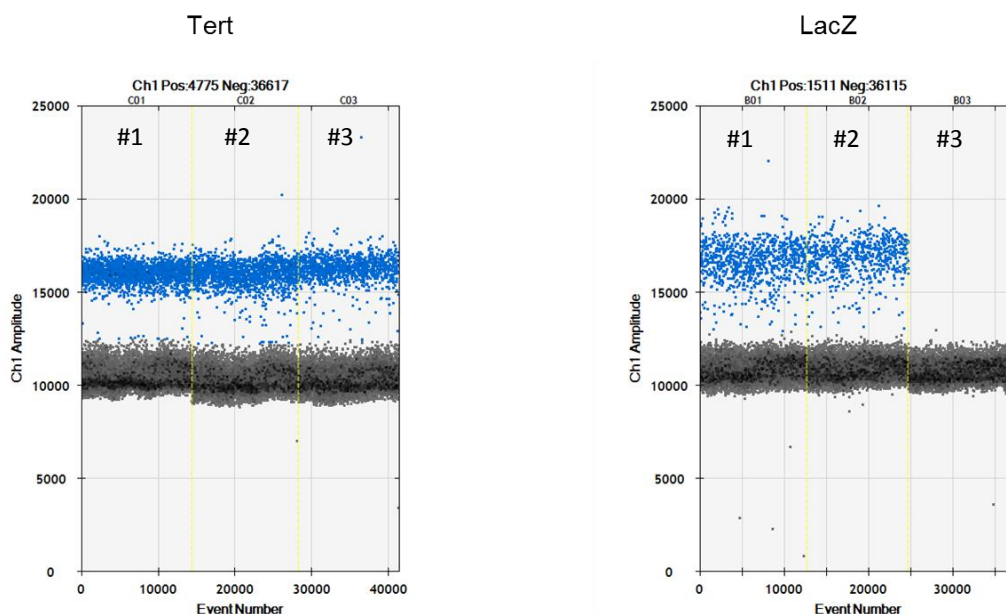 Tert
Ch1 Pos:4775 Neg:36617
C01 C02 C03
25000
#1 #2 #3
20000
15000
Ch1 Amplitude
10000
5000
0
0 10000 20000 30000 40000
Event Number
LacZ
Ch1 Pos:1511 Neg:36115
B01 B02 B03
25000
#1 #2 #3
20000
15000
Ch1 Amplitude
10000
5000
0
0 10000 20000 30000
Event Number